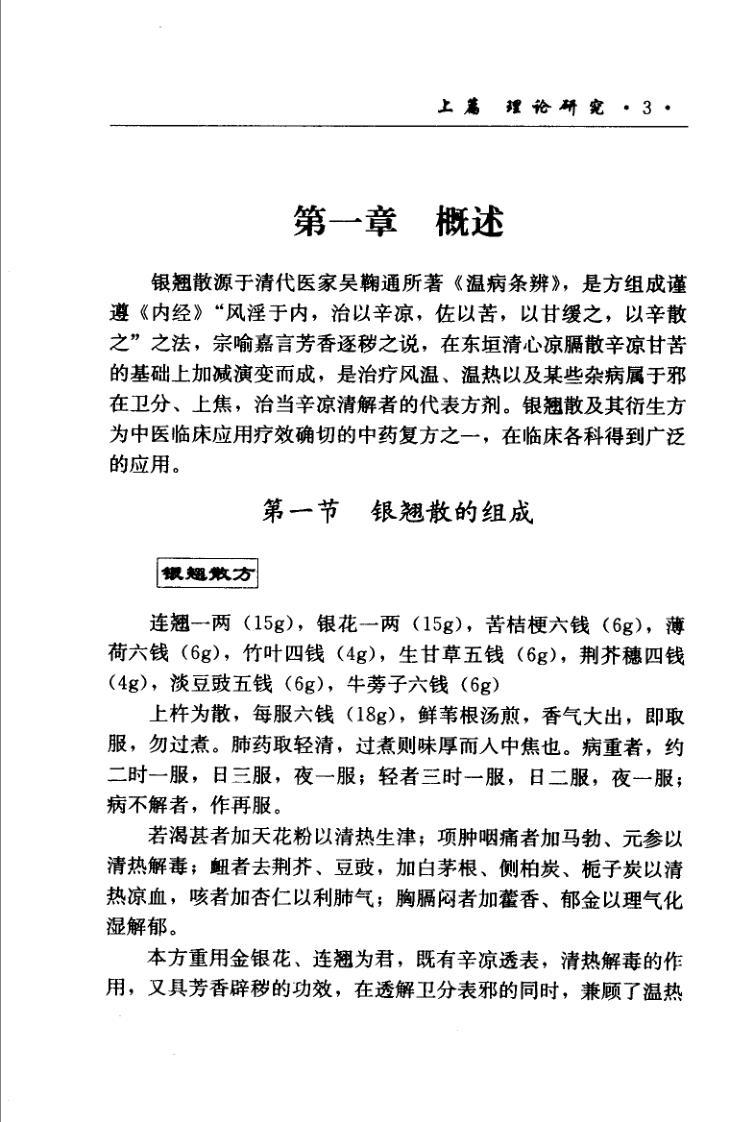 上篇 理论研究 · 3 ·
第一章 概述
银翘散源于清代医家吴鞠通所著《温病条辨》，是方组成谨
遵《内经》“风淫于内，治以辛凉，佐以苦，以甘缓之，以辛散
之”之法，宗喻嘉言芳香逐秽之说，在东垣清心凉膈散辛凉甘苦
的基础上加减演变而成，是治疗风温、温热以及某些杂病属于邪
在卫分、上焦，治当辛凉清解者的代表方剂。银翘散及其衍生方
为中医临床应用疗效确切的中药复方之一，在临床各科得到广泛
的应用。
第一节 银翘散的组成
银翘散方
连翘一两（15g），银花一两（15g），苦桔梗六钱（6g），薄
荷六钱（6g），竹叶四钱（4g），生甘草五钱（6g），荆芥穗四钱
（4g），淡豆豉五钱（6g），牛蒡子六钱（6g）
上杵为散，每服六钱（18g），鲜苇根汤煎，香气大出，即取
服，勿过煮。肺药取轻清，过煮则味厚而人中焦也。病重者，约
二时一服，日三服，夜一服；轻者三时一服，日二服，夜一服；
病不解者，作再服。
若渴甚者加天花粉以清热生津；项肿咽痛者加马勃、元参以
清热解毒；衄者去荆芥、豆豉，加白茅根、侧柏炭、栀子炭以清
热凉血，咳者加杏仁以利肺气；胸膈闷者加藿香、郁金以理气化
湿解郁。
本方重用金银花、连翘为君，既有辛凉透表，清热解毒的作
用，又具芳香辟秽的功效，在透解卫分表邪的同时，兼顾了温热